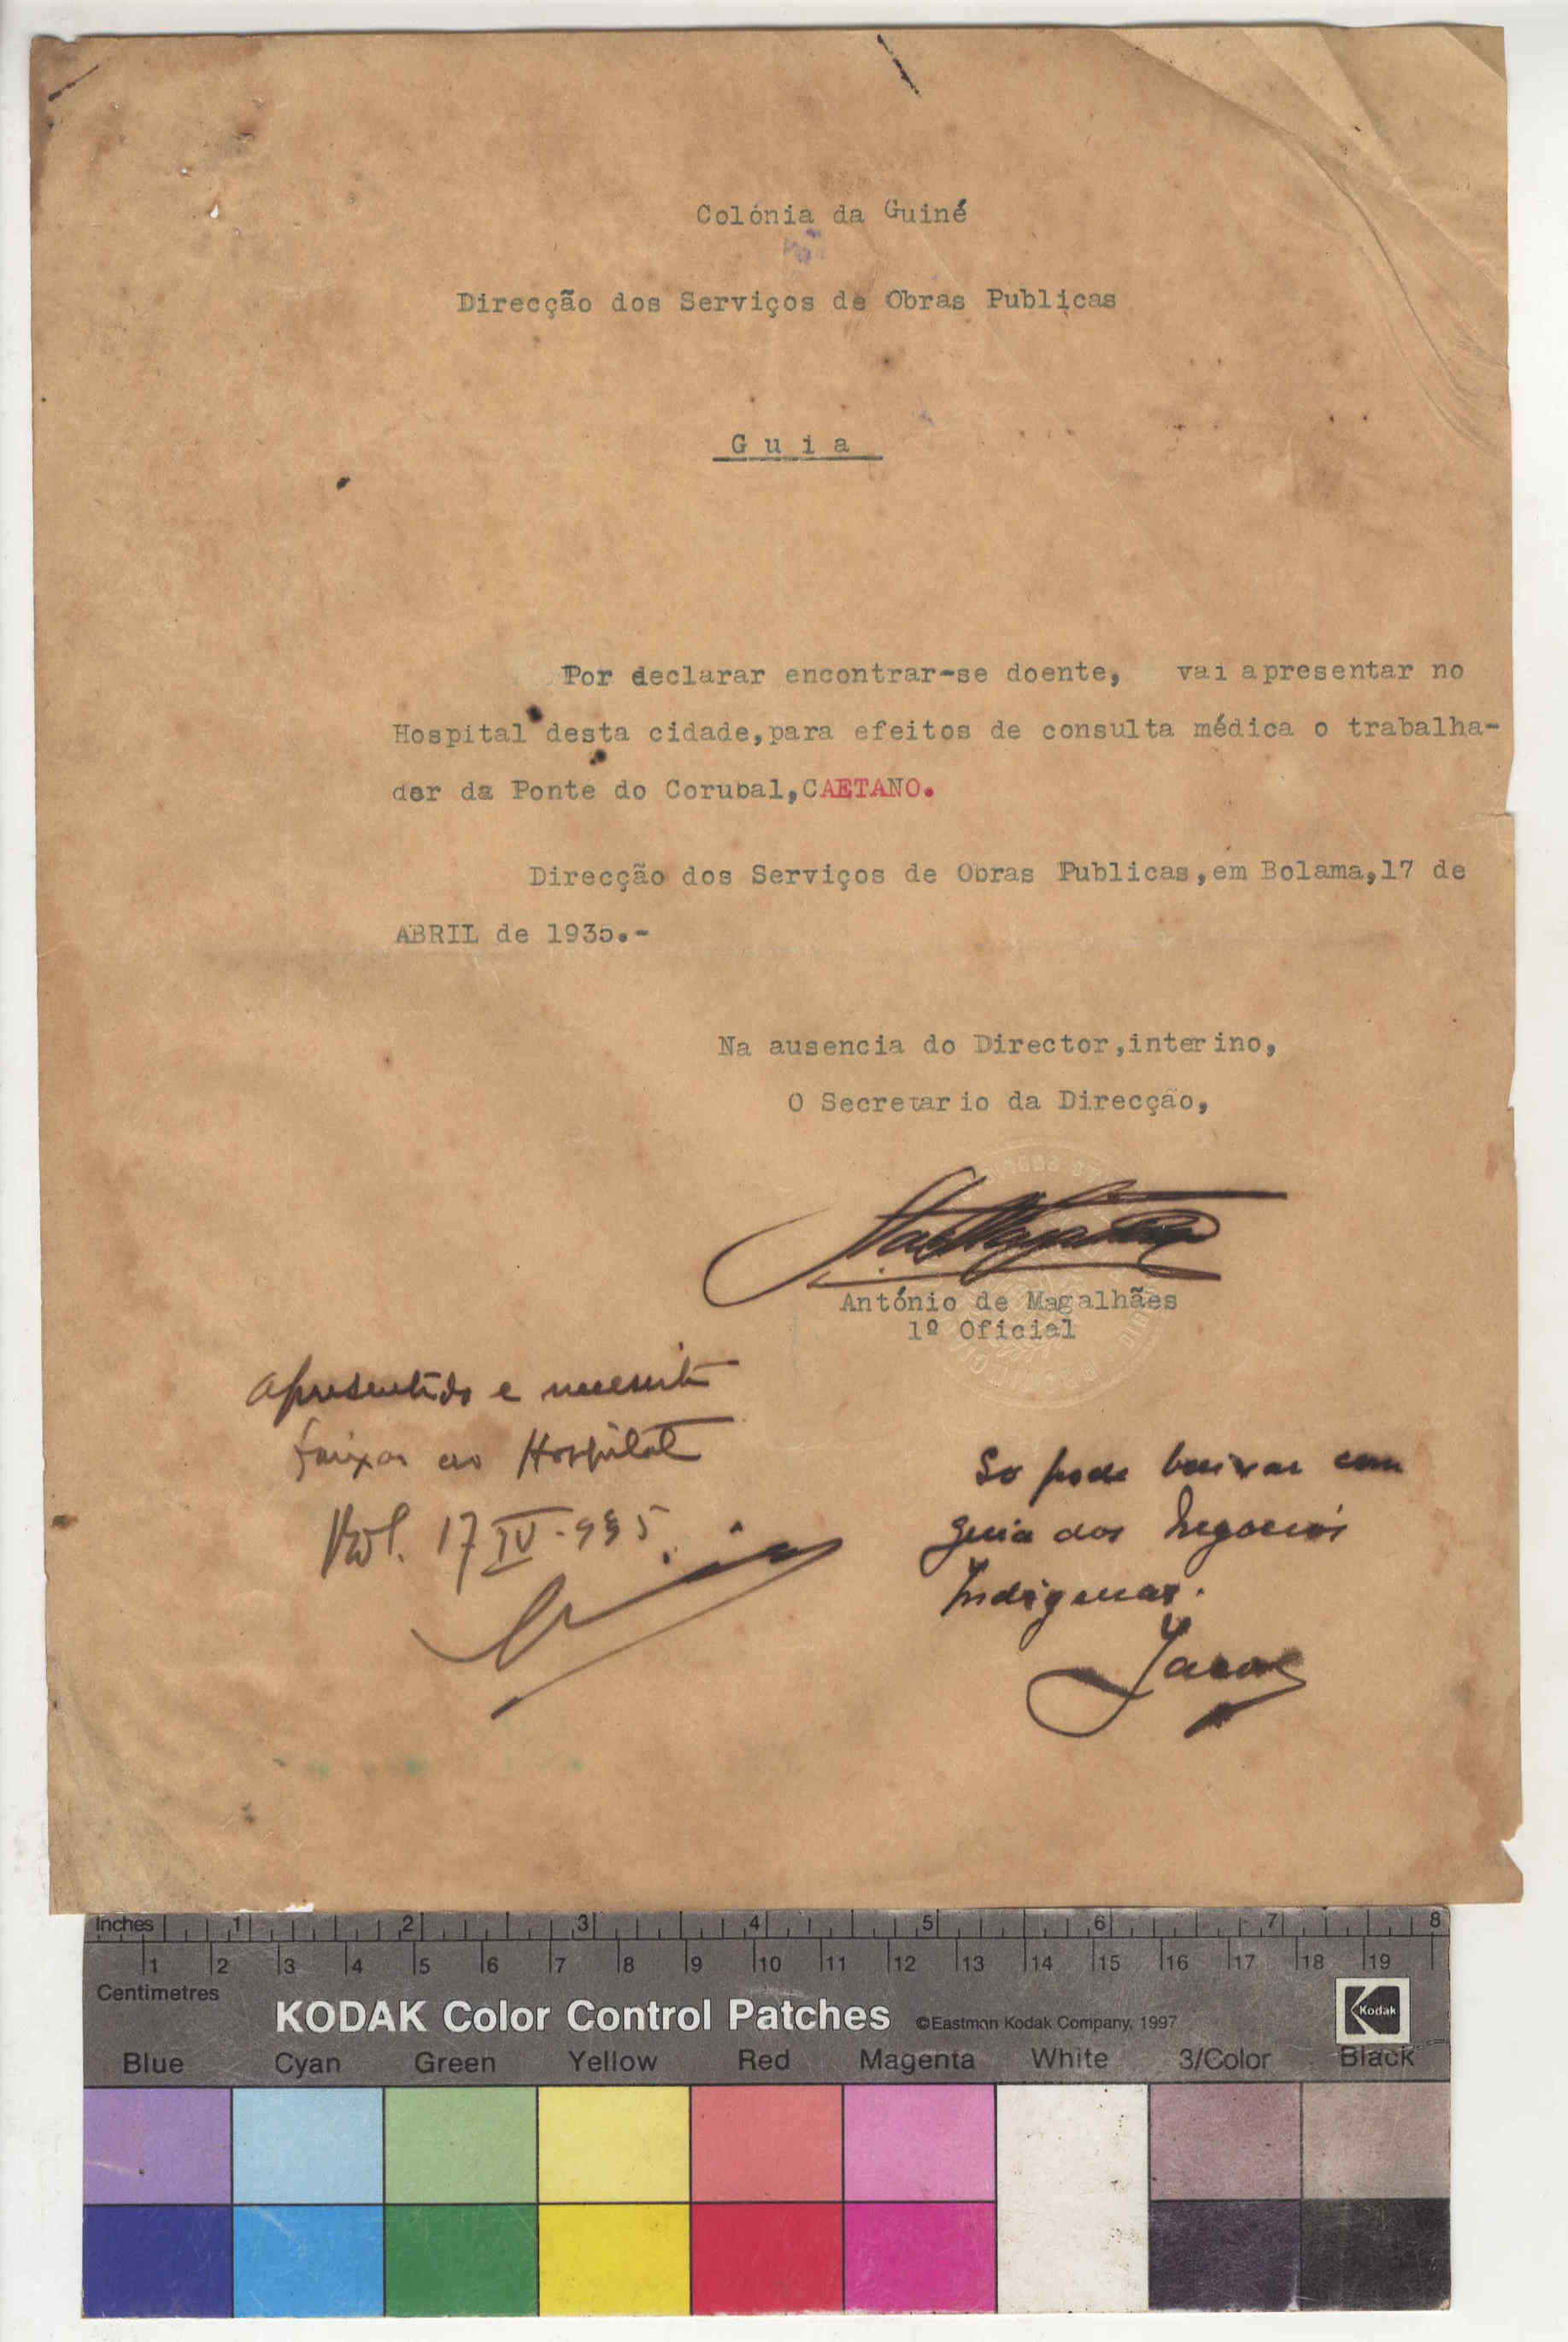 Colónia da Guiné
Direcção dos Serviços de Obras Publicas
Guia
Por declarar encontrar-se doente, vai apresentar no
Hospital desta cidade,para efeitos de consulta médica o trabalha-
dor da Ponte do Corubal,CAETANO.
Direcção dos Serviços de Obras Publicas,em Bolama,17 de
ABRIL de 1935.-
Na ausencia do Director,interino,
O Secretario da Direcção,
António de Magalhães
1º Oficial
Apresentado e necessita
baixar ao Hospital
Bol. 17 IV-935.
So pode baixar com
guia dos Negocios
Indigenas.
Inches 1 2 3 4 5 6 7 8
1 2 3 4 5 6 7 8 9 10 11 12 13 14 15 16 17 18 19
Centimetres
KODAK Color Control Patches ©Eastman Kodak Company, 1997 Kodak
Blue Cyan Green Yellow Red Magenta White 3/Color Black